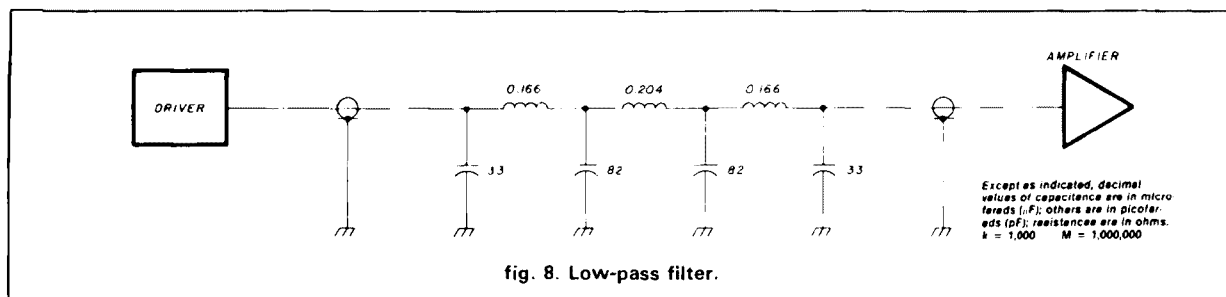 AMPLIFIER
DRIVER
0.166
0.204
0.166
33
82
82
33
Except as indicated, decimal
values of capacitance are in micro-
farads (µF); others are in picofar-
ads (pF); resistances are in ohms.
k = 1,000 M = 1,000,000
fig. 8. Low-pass filter.